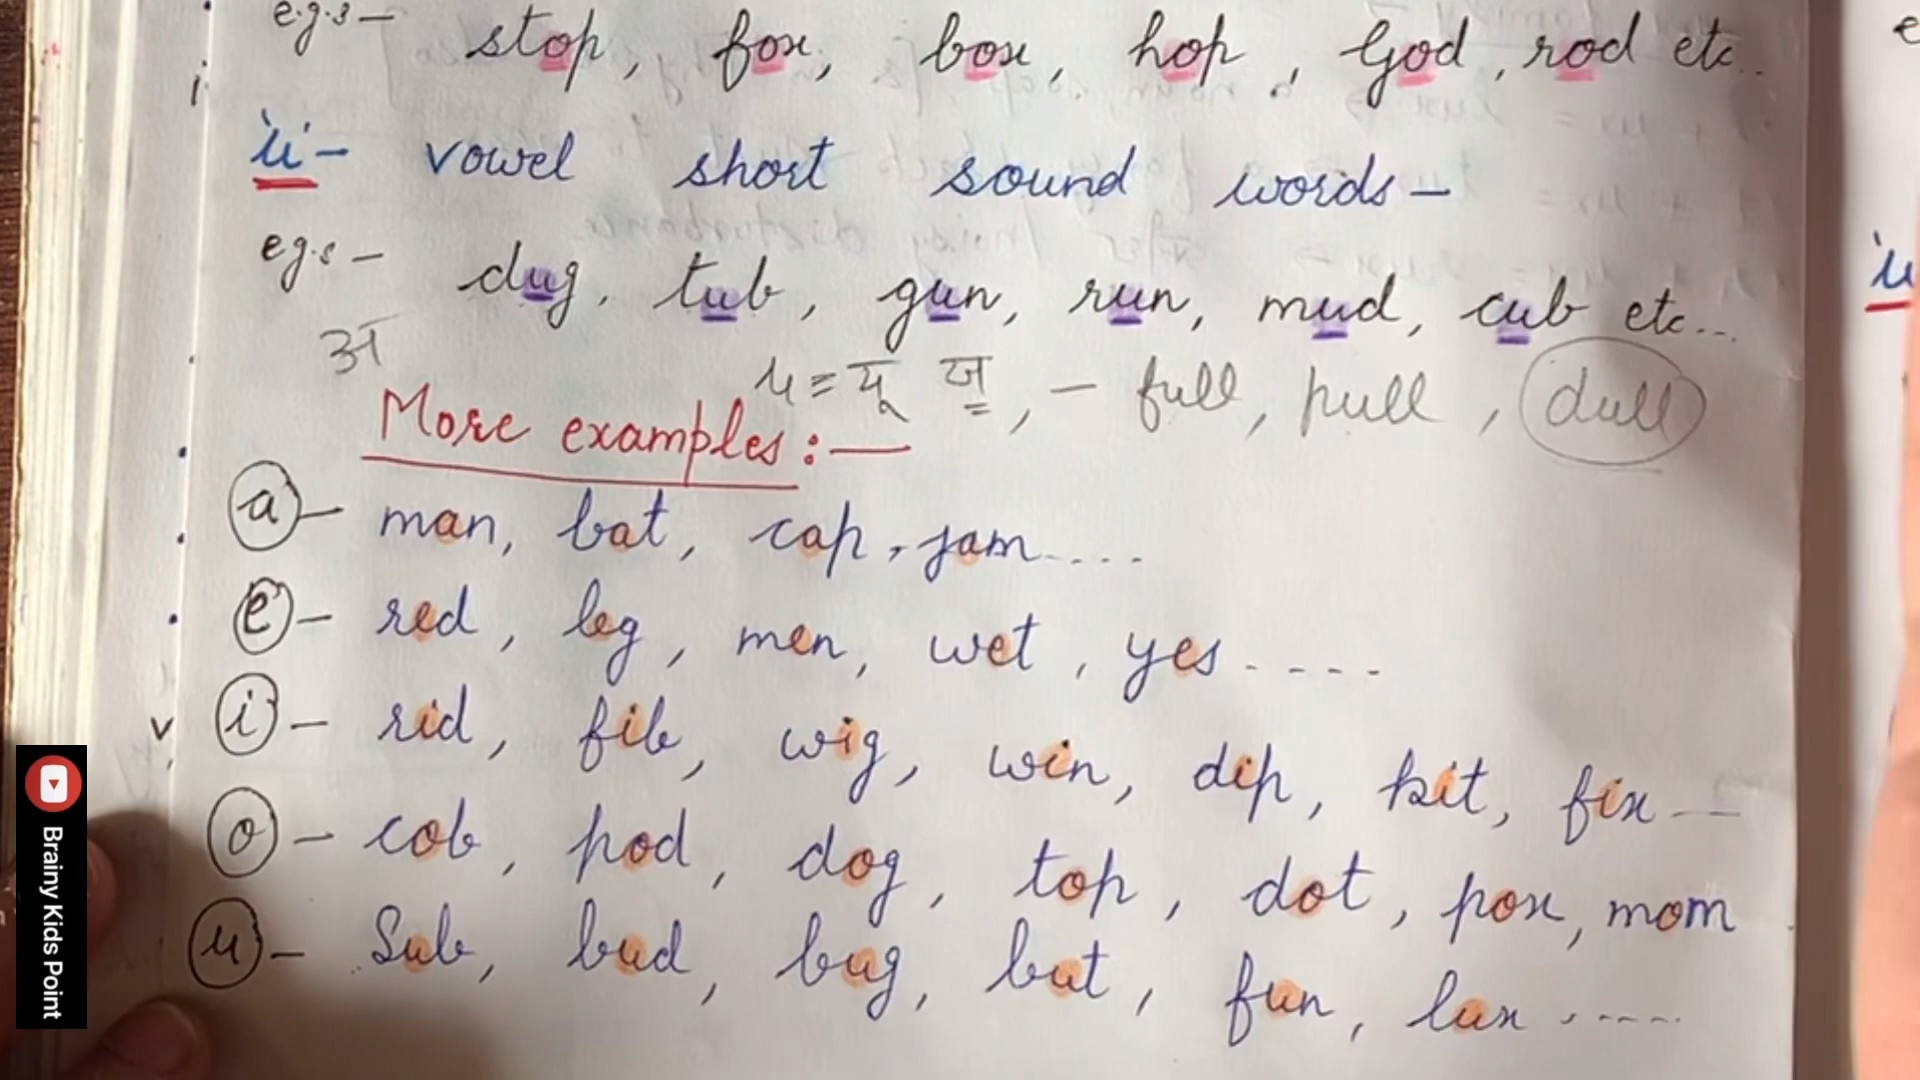 e.g.s – stop, fox, box, hop, God, rod etc..
'u' – vowel short sound words –
eg.s – dug, tub, gun, run, mud, cub etc...
अ
u = यू, – full, pull, dull
More examples :—
a – man, bat, cap, jam....
e – red, leg, men, wet, yes ----
i – rid, fib, wig, win, dip, kit, fix —
o – cob, pod, dog, top, dot, pox, mom
u – Sub, bud, bug, but, fun, lux .----
Brainy Kids Point